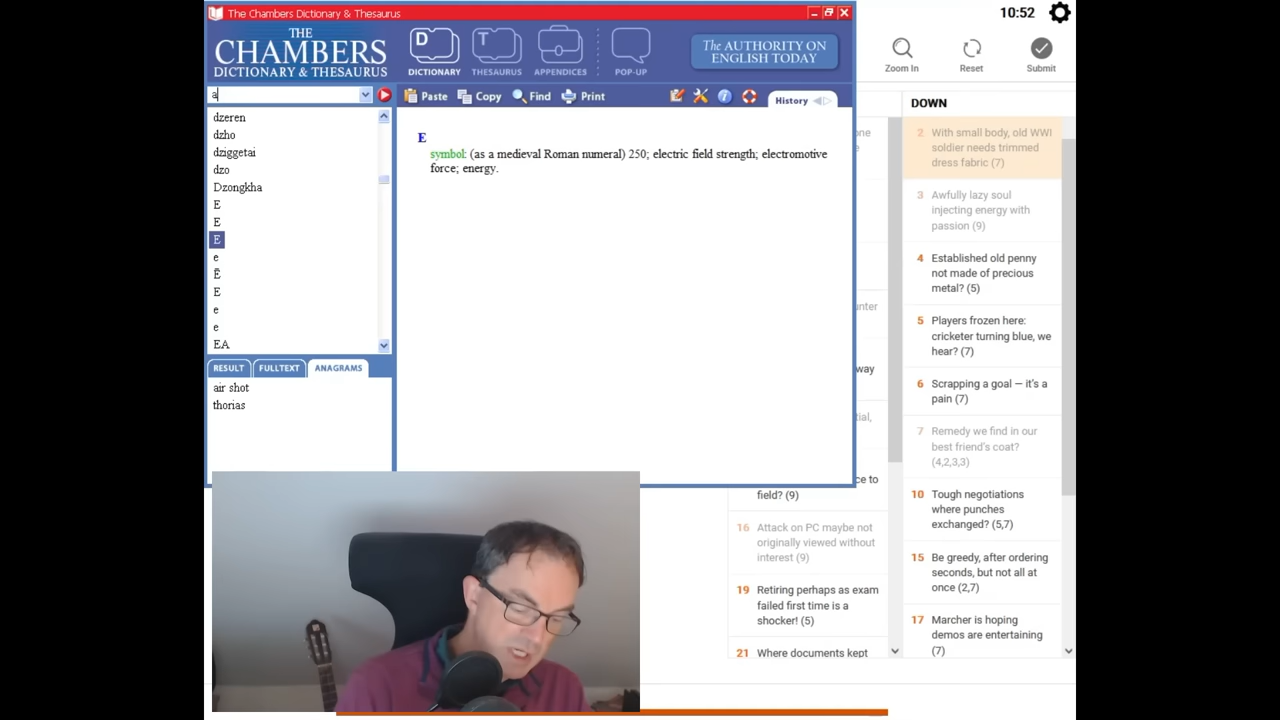 The Chambers Dictionary & Thesaurus
10:52
THE
CHAMBERS
DICTIONARY & THESAURUS
D
DICTIONARY
T
THESAURUS
APPENDICES
POP-UP
The AUTHORITY ON
ENGLISH TODAY
Zoom In
Reset
Submit
a
Paste
Copy
Find
Print
History
dzeren
dzho
dziggetai
dzo
Dzongkha
E
E
E
e
Ē
E
e
e
EA
RESULT
FULLTEXT
ANAGRAMS
air shot
thorias
E
symbol: (as a medieval Roman numeral) 250; electric field strength; electromotive
force; energy.
one
unter
way
tial,
ce to
field? (9)
16 Attack on PC maybe not
originally viewed without
interest (9)
19 Retiring perhaps as exam
failed first time is a
shocker! (5)
21 Where documents kept
DOWN
2 With small body, old WWI
soldier needs trimmed
dress fabric (7)
3 Awfully lazy soul
injecting energy with
passion (9)
4 Established old penny
not made of precious
metal? (5)
5 Players frozen here:
cricketer turning blue, we
hear? (7)
6 Scrapping a goal — it's a
pain (7)
7 Remedy we find in our
best friend's coat?
(4,2,3,3)
10 Tough negotiations
where punches
exchanged? (5,7)
15 Be greedy, after ordering
seconds, but not all at
once (2,7)
17 Marcher is hoping
demos are entertaining
(7)